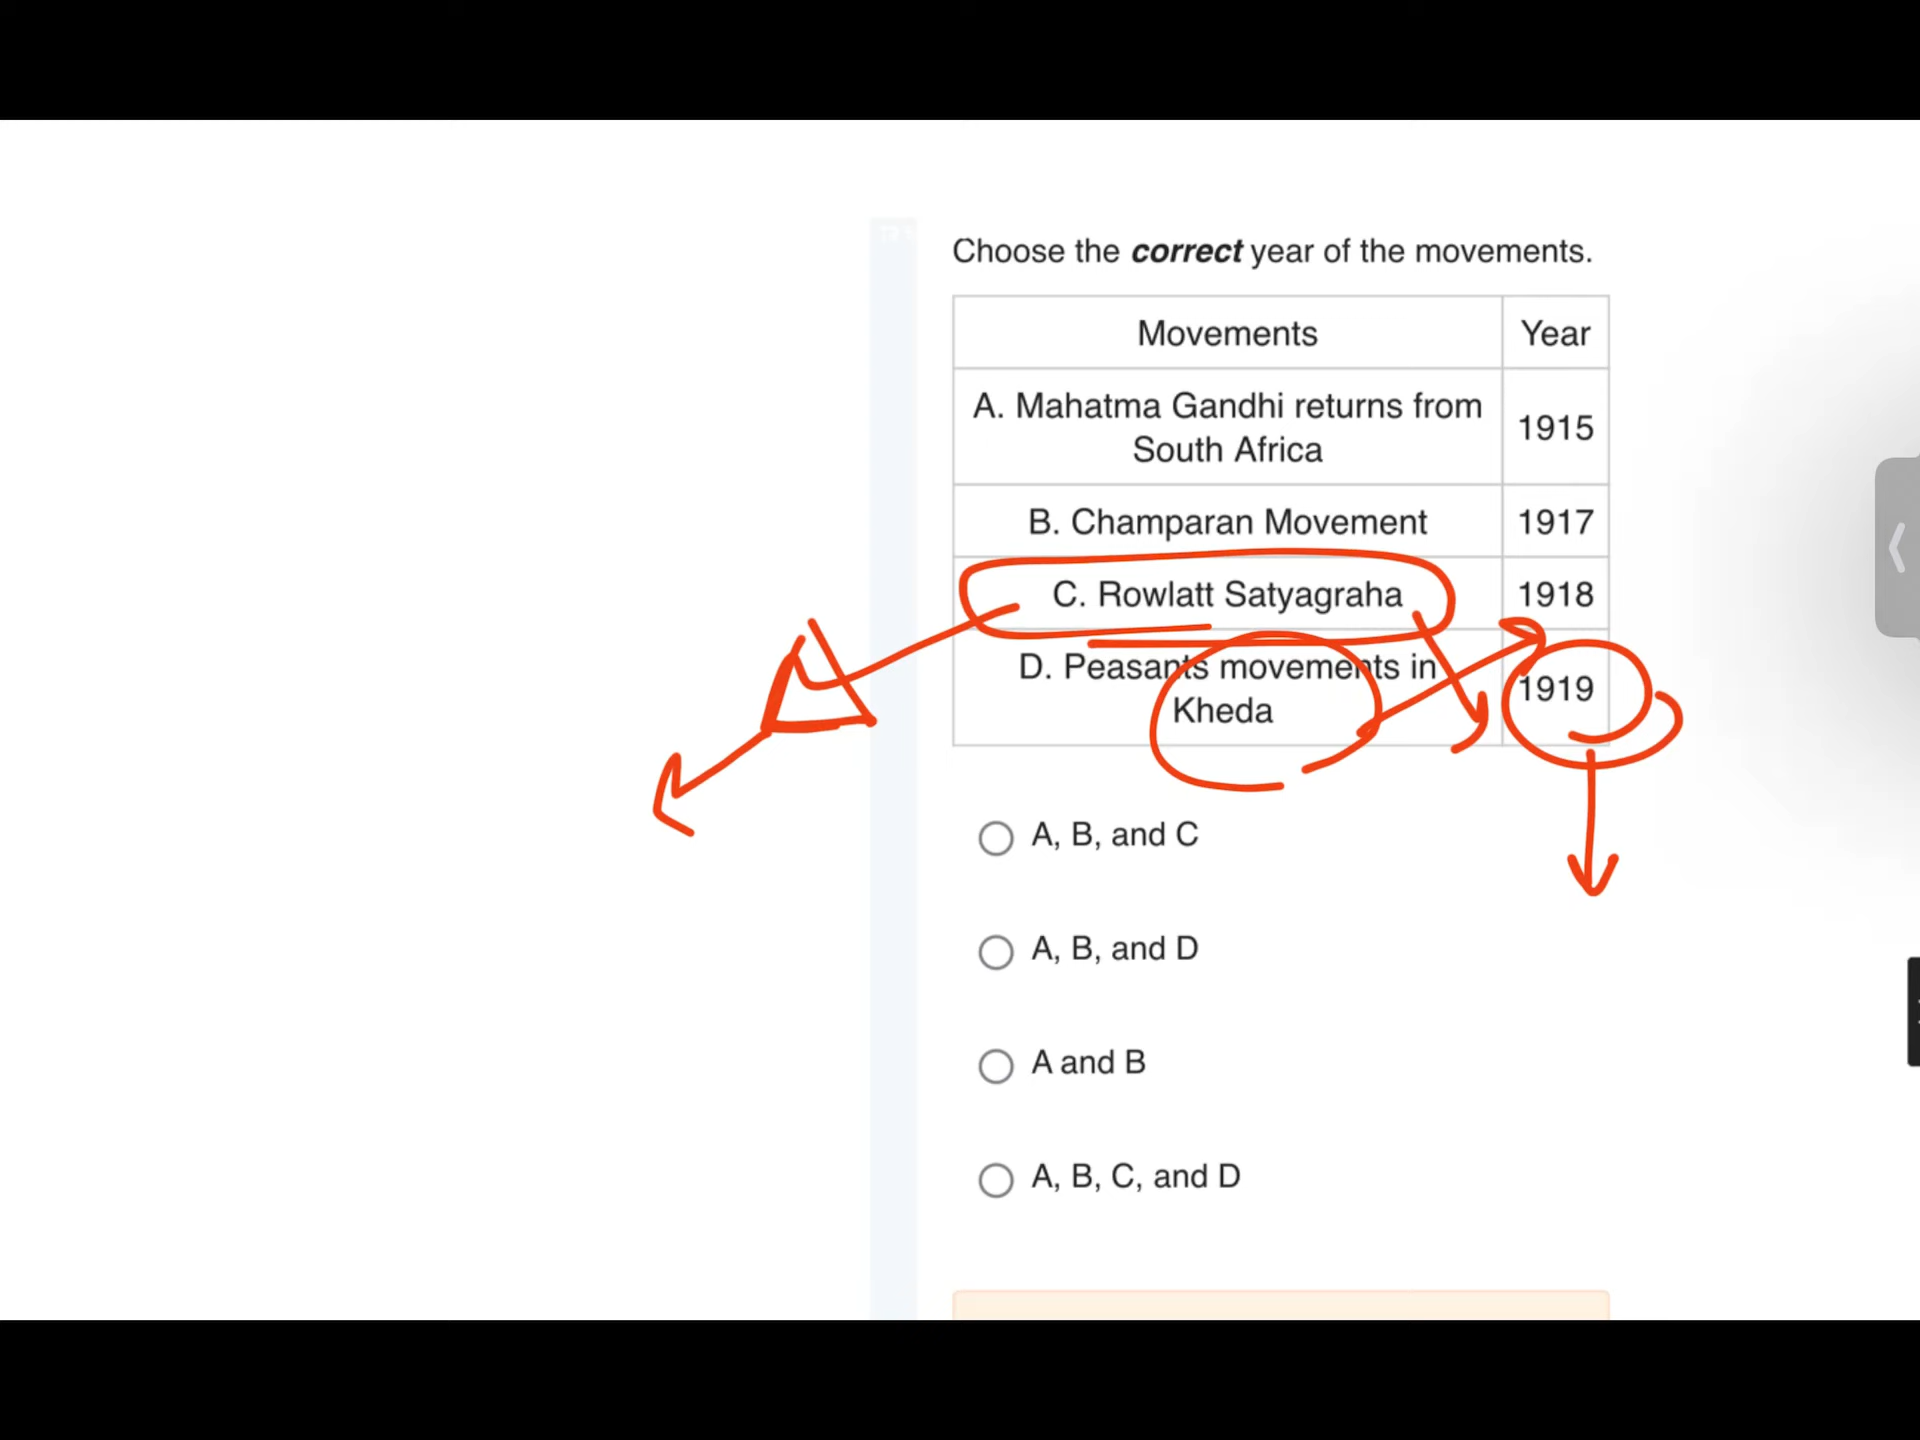 Choose the correct year of the movements.
Movements Year
A. Mahatma Gandhi returns from
South Africa
1915
B. Champaran Movement 1917
C. Rowlatt Satyagraha 1918
D. Peasants movements in
Kheda
1919
A, B, and C
A, B, and D
A and B
A, B, C, and D